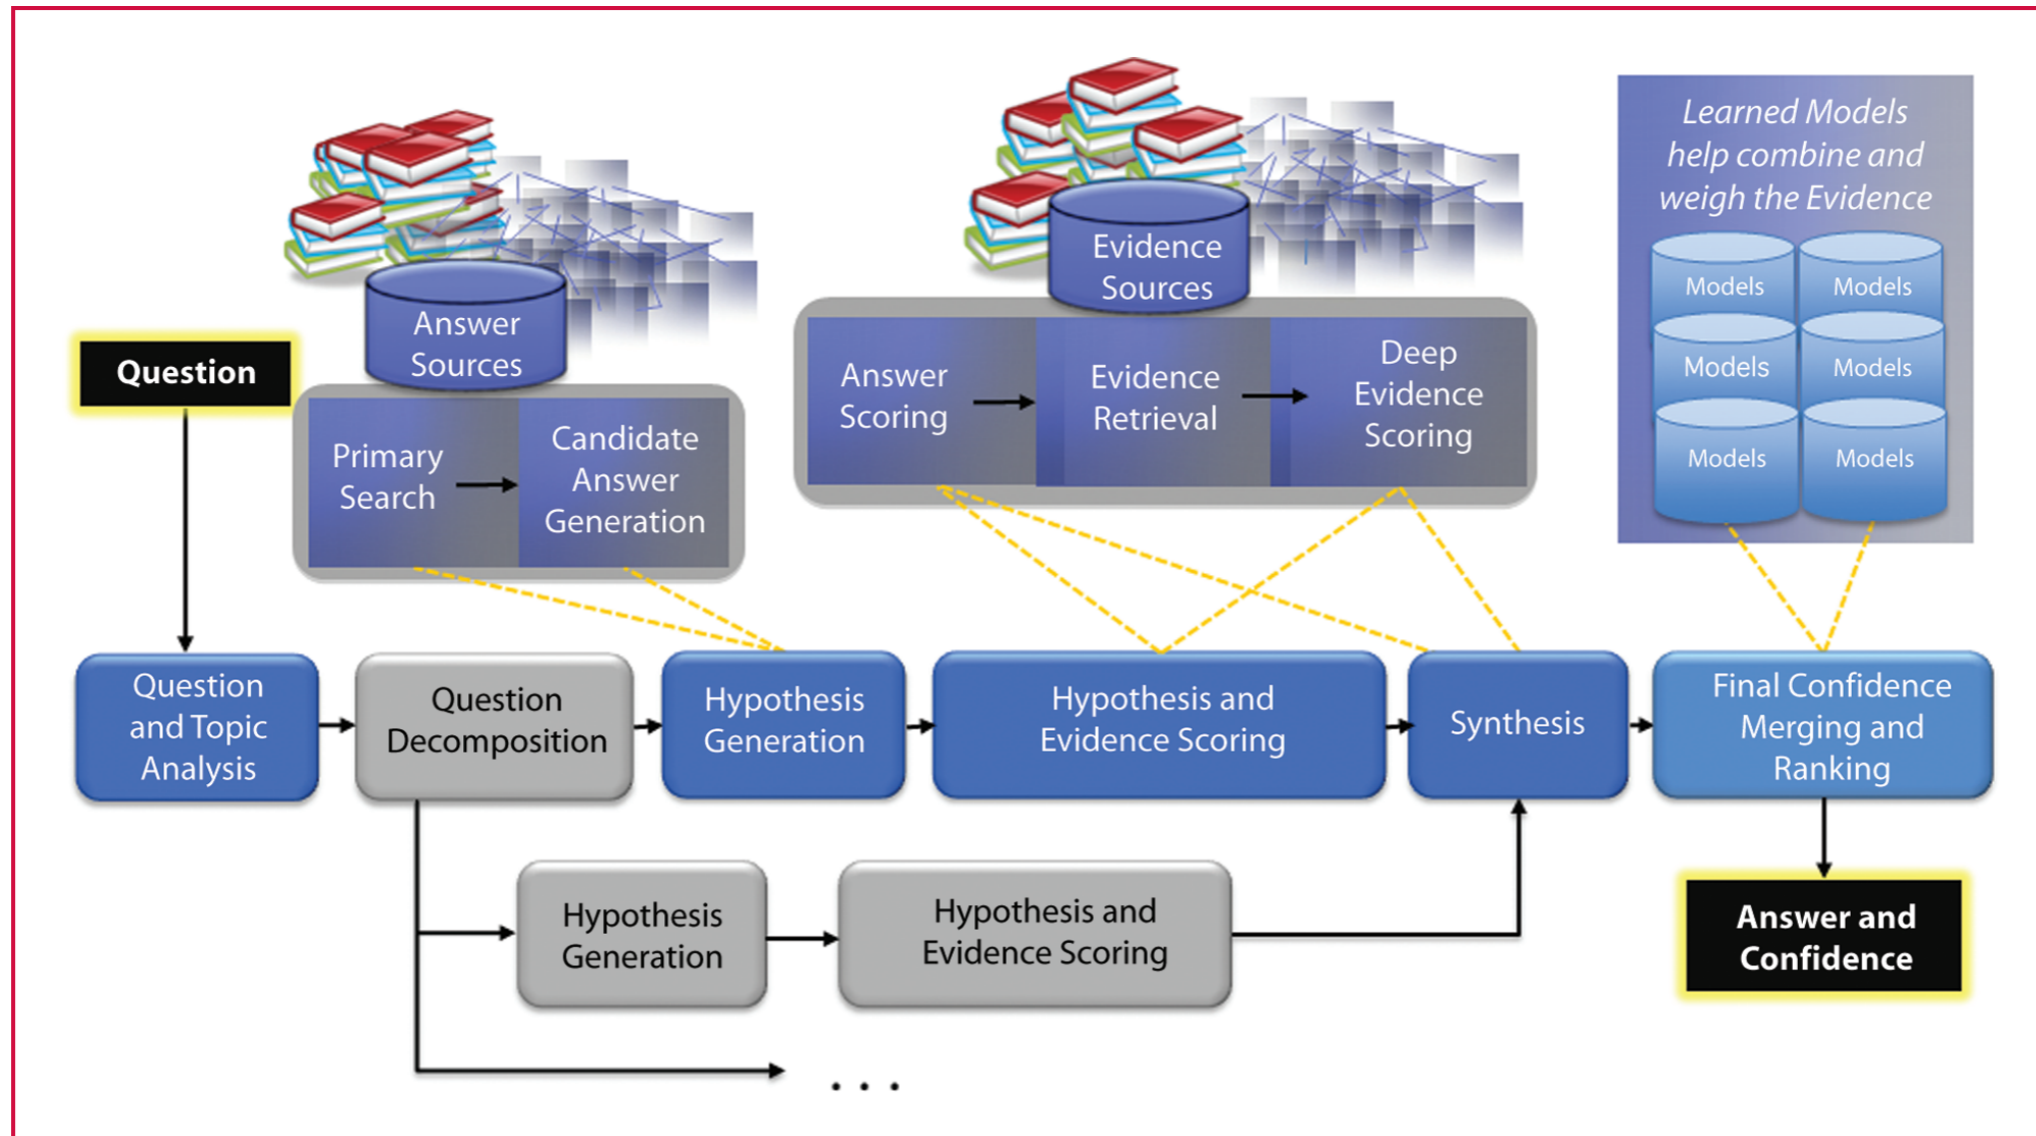 Learned Models
help combine and
weigh the Evidence
Evidence
Sources
Models
Models
Answer
Sources
Question
Models
Models
Answer
Scoring
Evidence
Retrieval
Deep
Evidence
Scoring
Primary
Search
Candidate
Answer
Generation
Models
Models
Question
and Topic
Analysis
Question
Decomposition
Hypothesis
Generation
Hypothesis and
Evidence Scoring
Synthesis
Final Confidence
Merging and
Ranking
Hypothesis
Generation
Hypothesis and
Evidence Scoring
Answer and
Confidence
. . .